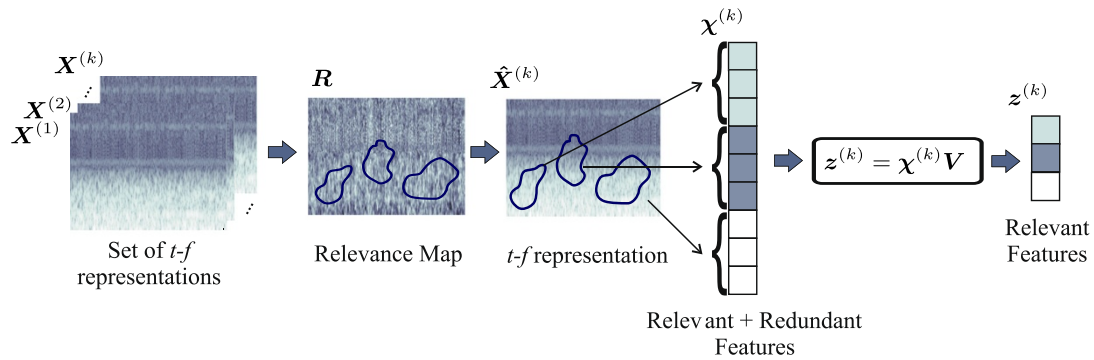 X^(k)
⋮
X^(2)
X^(1)
⋮
Set of t-f
representations
R
Relevance Map
X̂^(k)
t-f representation
χ^(k)
Relevant + Redundant
Features
z^(k) = χ^(k) V
z^(k)
Relevant
Features